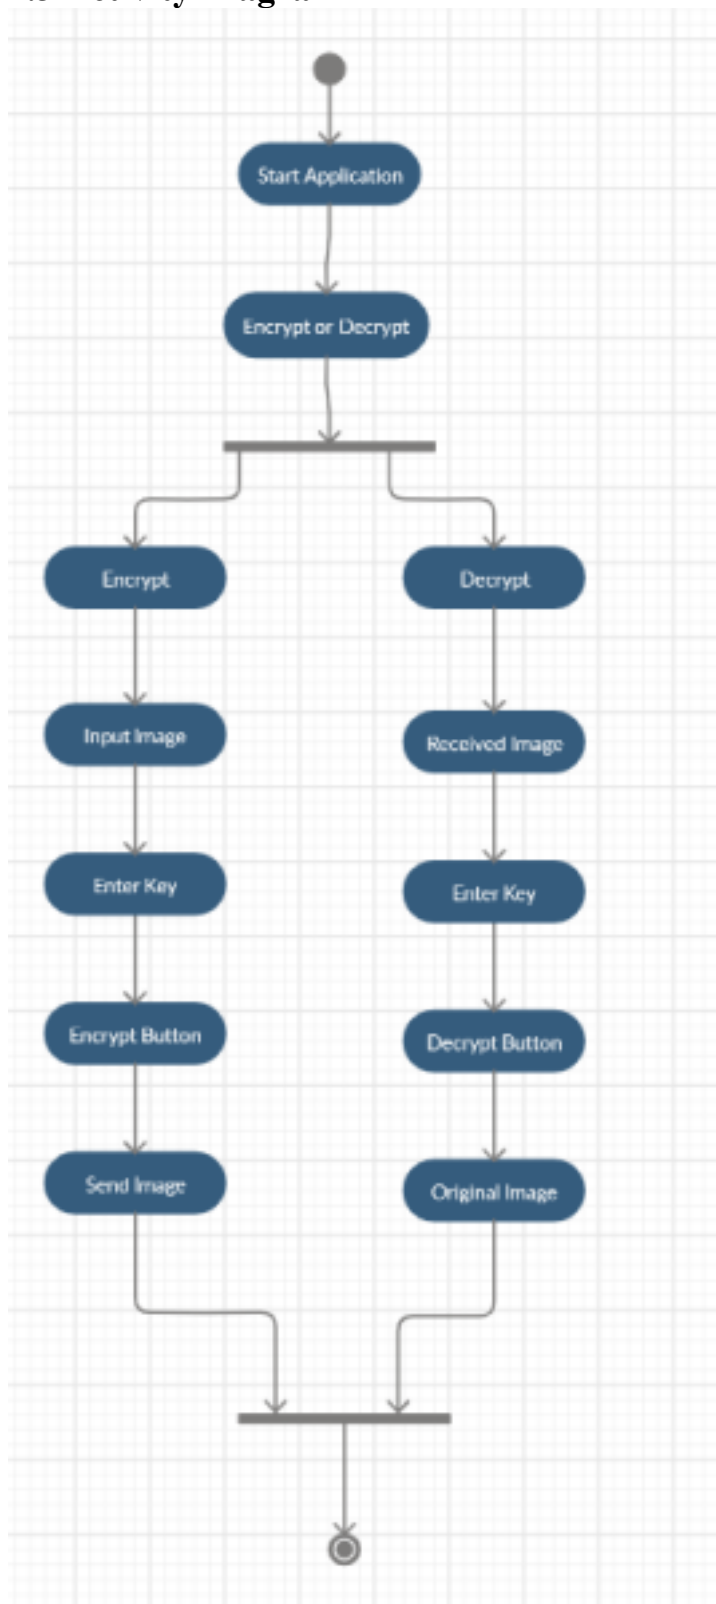 Start Application
Encrypt or Decrypt
Encrypt
Decrypt
Input Image
Received Image
Enter Key
Enter Key
Encrypt Button
Decrypt Button
Send Image
Original Image